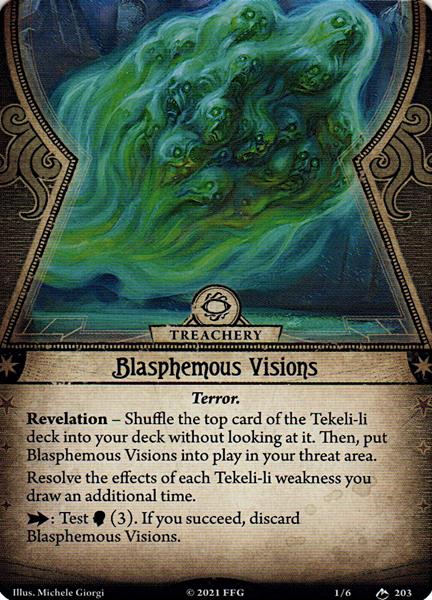 TREACHERY
Blasphemous Visions
Terror.
Revelation – Shuffle the top card of the Tekeli-li
deck into your deck without looking at it. Then, put
Blasphemous Visions into play in your threat area.
Resolve the effects of each Tekeli-li weakness you
draw an additional time.
: Test (3). If you succeed, discard
Blasphemous Visions.
Illus. Michele Giorgi © 2021 FFG 1/6 203